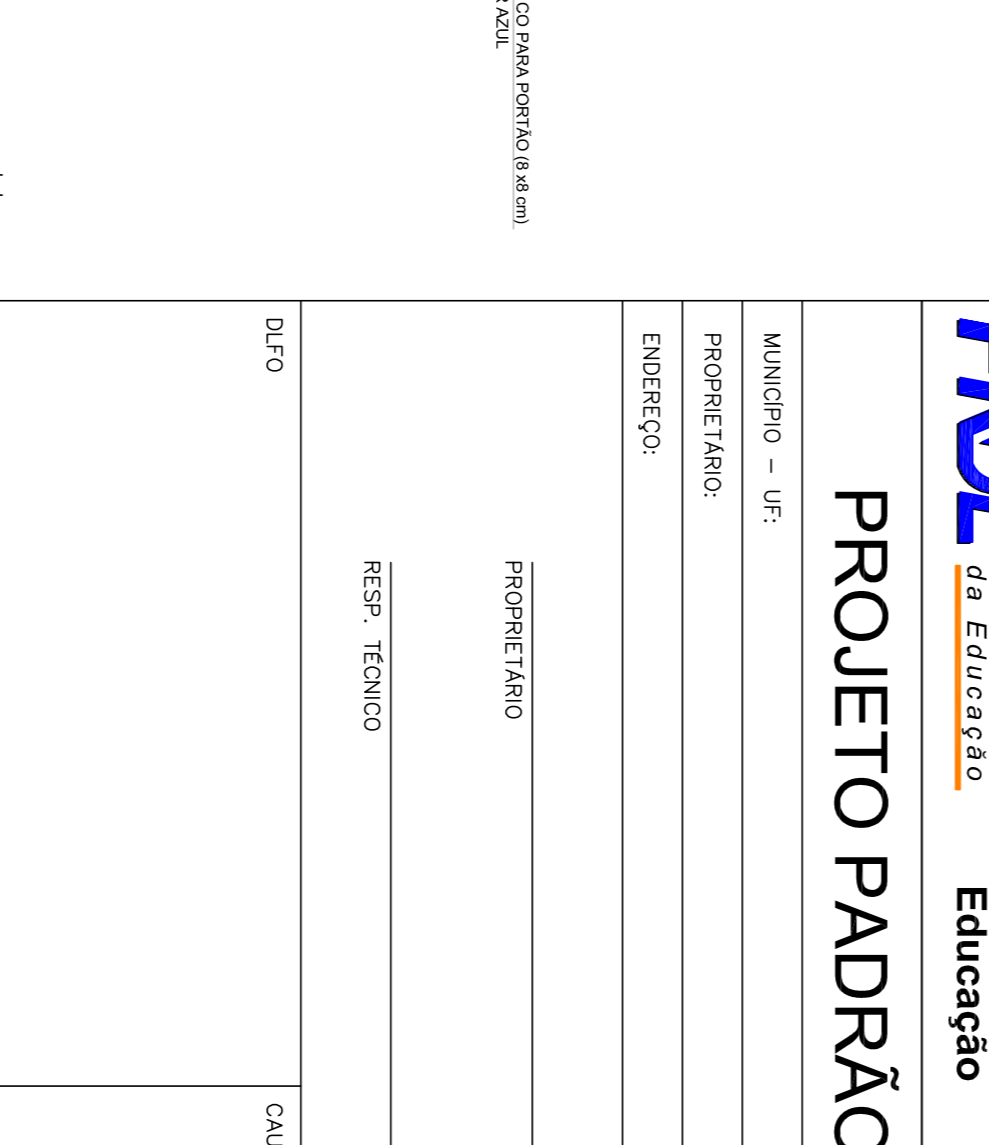 PARA PORTÃO (8 x8 cm)
AZUL
da Educação
Educação
PROJETO PADRÃO
MUNICÍPIO – UF:
PROPRIETÁRIO:
ENDEREÇO:
PROPRIETÁRIO
RESP. TÉCNICO
DLFO
CAU